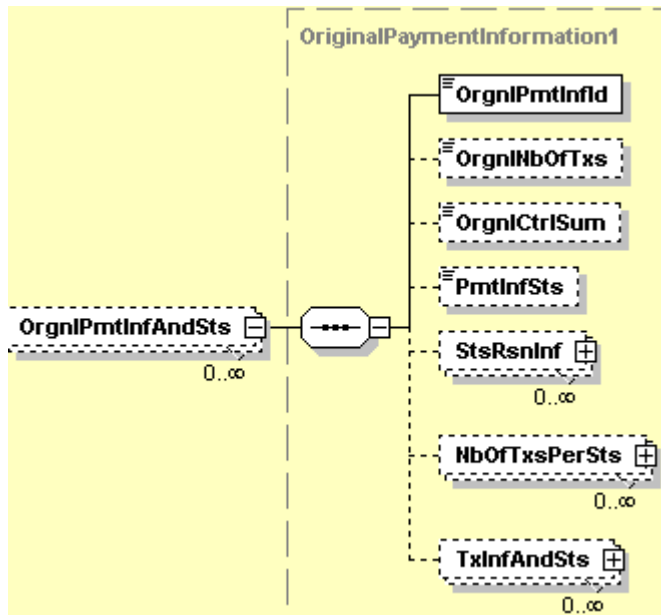 OriginalPaymentInformation1
OrgnlPmtInfId
OrgnlNbOfTxs
OrgnlCtrlSum
PmtInfSts
OrgnlPmtInfAndSts
0..∞
StsRsnInf
0..∞
NbOfTxsPerSts
0..∞
TxInfAndSts
0..∞